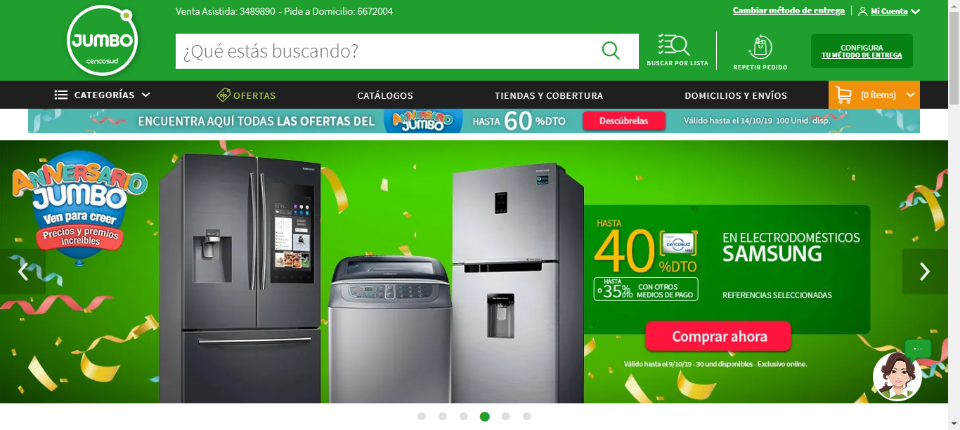 Venta Asistida: 3489890 - Pide a Domicilio: 6672004
Cambiar método de entrega
Mi Cuenta
JUMBO
cencosud
¿Qué estás buscando?
BUSCAR POR LISTA
REPETIR PEDIDO
CONFIGURA
TU MÉTODO DE ENTREGA
CATEGORÍAS
OFERTAS
CATÁLOGOS
TIENDAS Y COBERTURA
DOMICILIOS Y ENVÍOS
(0 ítems)
ENCUENTRA AQUÍ TODAS LAS OFERTAS DEL
ANIVERSARIO
JUMBO
HASTA 60 %DTO
Descúbrelas
Válido hasta el 14/10/19 100 Unid. disp.
ANIVERSARIO
JUMBO
Ven para creer
Precios y premios
increíbles
SAMSUNG
HASTA
40 %DTO
cencosud
EN ELECTRODOMÉSTICOS
SAMSUNG
HASTA
o 35% DTO
CON OTROS
MEDIOS DE PAGO
REFERENCIAS SELECCIONADAS
Comprar ahora
Válido hasta el 9/10/19 - 30 und disponibles - Exclusivo online.